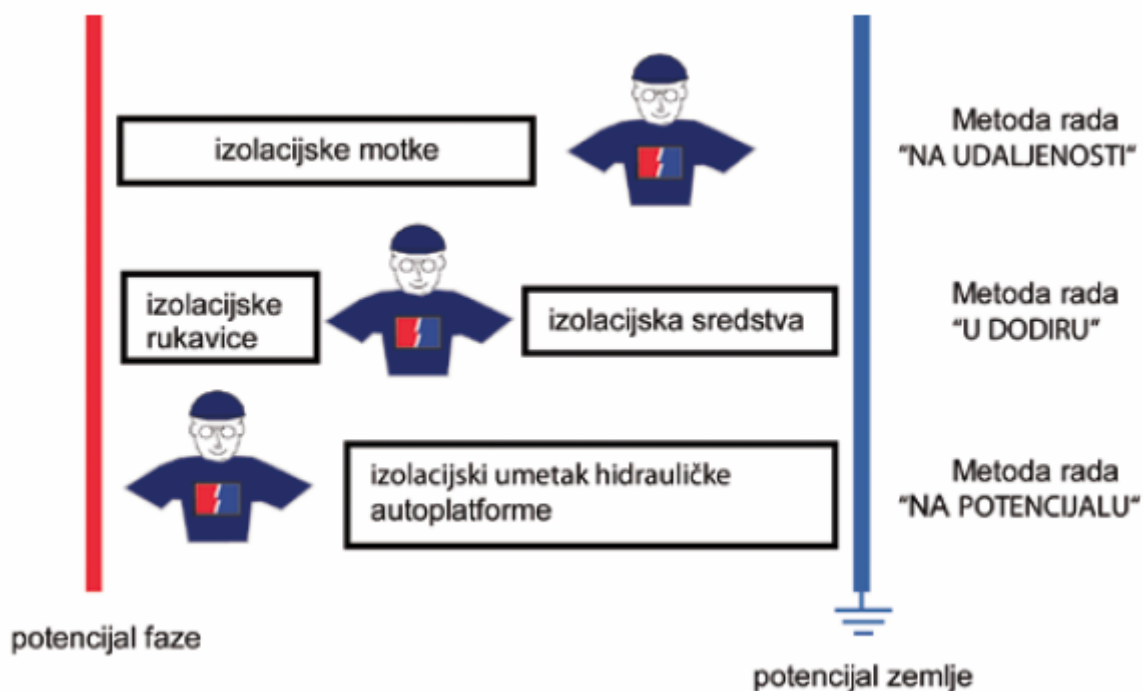 izolacijske motke
Metoda rada
"NA UDALJENOSTI"
izolacijske
rukavice
izolacijska sredstva
Metoda rada
"U DODIRU"
izolacijski umetak hidrauličke
autoplatforme
Metoda rada
"NA POTENCIJALU"
potencijal faze
potencijal zemlje